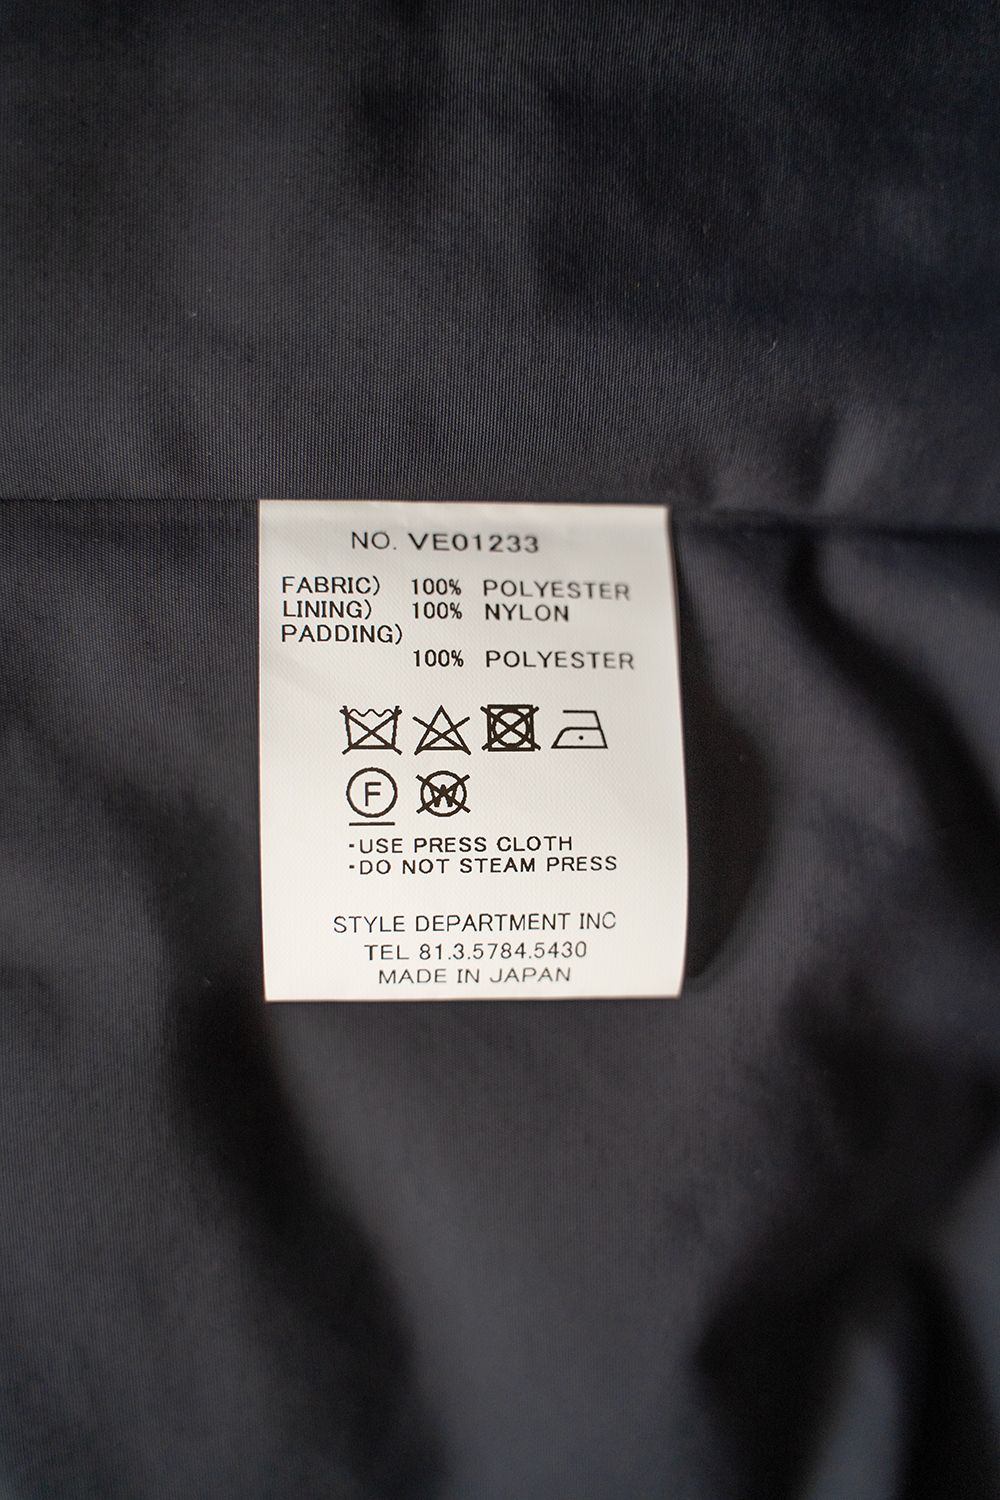 NO. VE01233
FABRIC) 100% POLYESTER
LINING) 100% NYLON
PADDING)
100% POLYESTER
F W
-USE PRESS CLOTH
-DO NOT STEAM PRESS
STYLE DEPARTMENT INC
TEL 81.3.5784.5430
MADE IN JAPAN